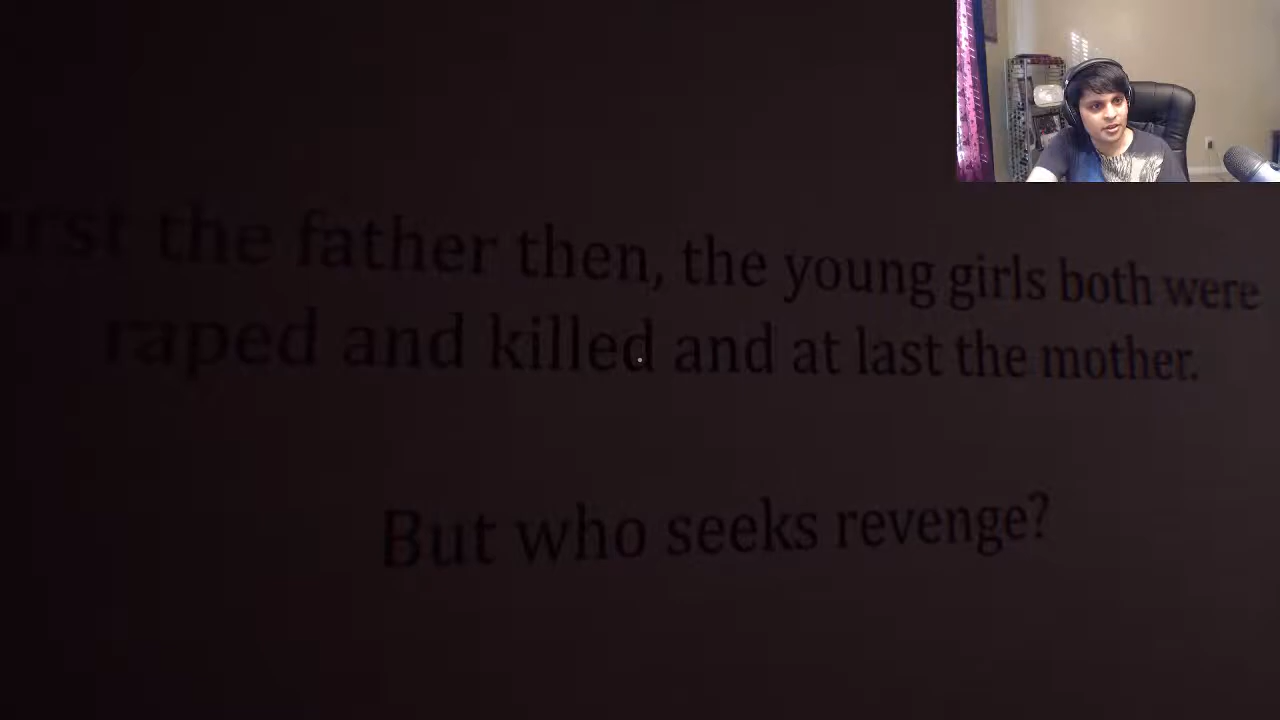 irst the father then, the young girls both were
raped and killed and at last the mother.
But who seeks revenge?